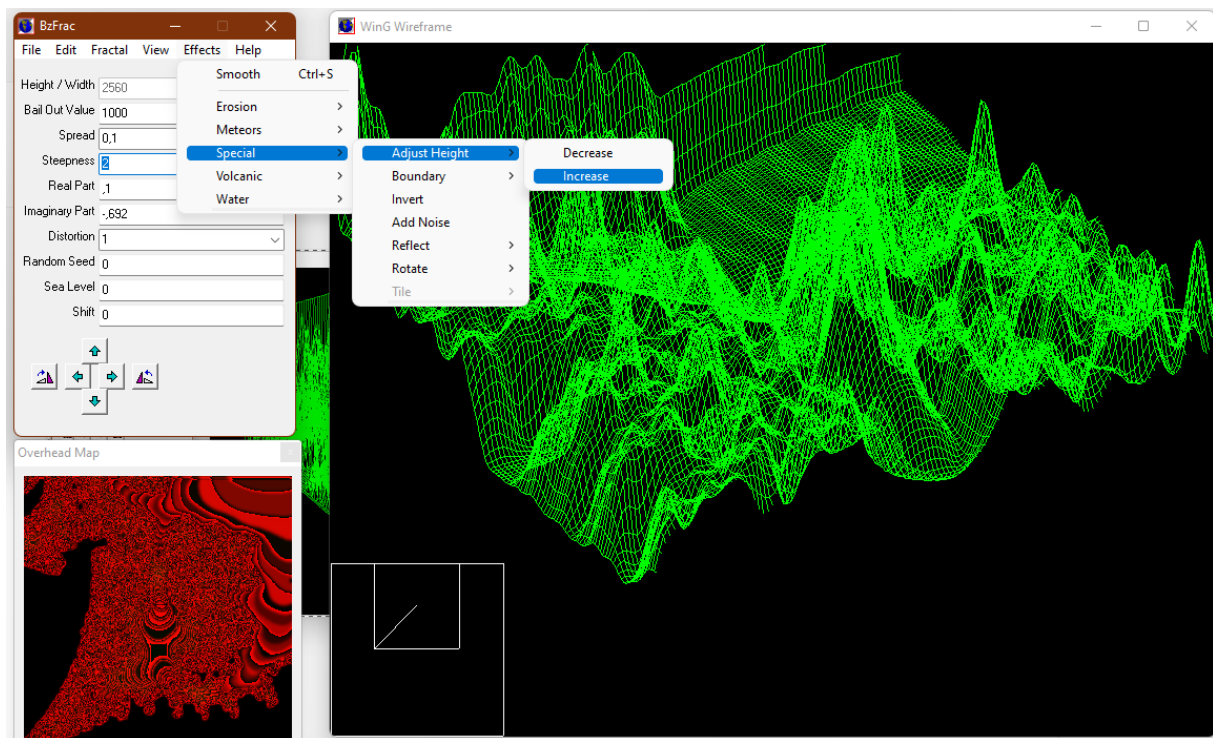 BzFrac
File Edit Fractal View Effects Help
Height / Width 2560
Bail Out Value 1000
Spread 0,1
Steepness 2
Real Part ,1
Imaginary Part -,692
Distortion 1
Random Seed 0
Sea Level 0
Shift 0
Smooth Ctrl+S
Erosion
Meteors
Special
Volcanic
Water
Adjust Height
Boundary
Invert
Add Noise
Reflect
Rotate
Tile
Decrease
Increase
WinG Wireframe
Overhead Map